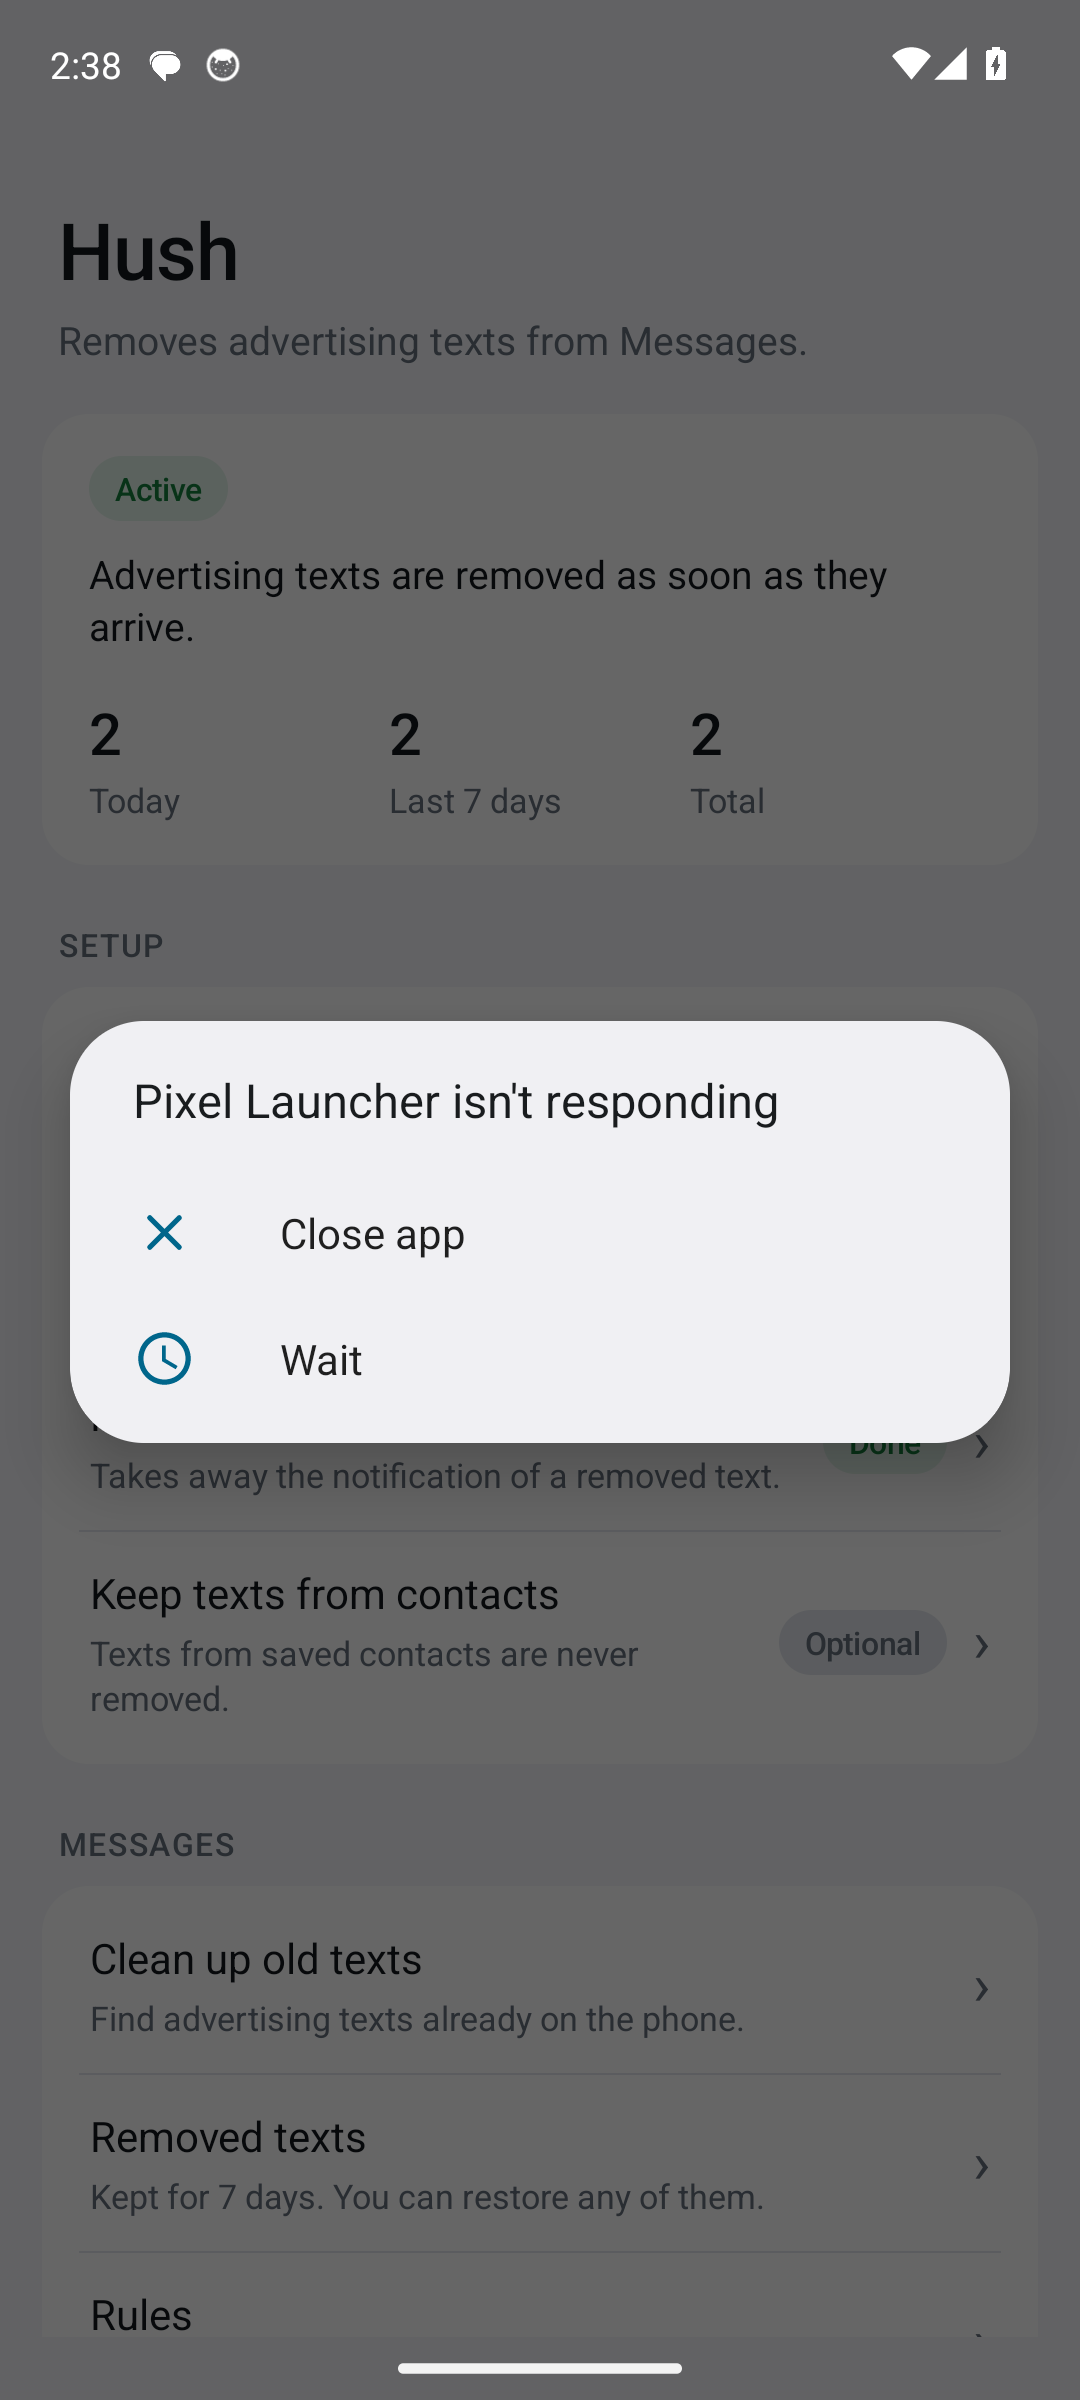 2:38
Hush
Removes advertising texts from Messages.
Active
Advertising texts are removed as soon as they
arrive.
2 2 2
Today Last 7 days Total
SETUP
Pixel Launcher isn't responding
Close app
Wait
Done
Takes away the notification of a removed text.
Keep texts from contacts
Texts from saved contacts are never
removed.
Optional
MESSAGES
Clean up old texts
Find advertising texts already on the phone.
Removed texts
Kept for 7 days. You can restore any of them.
Rules